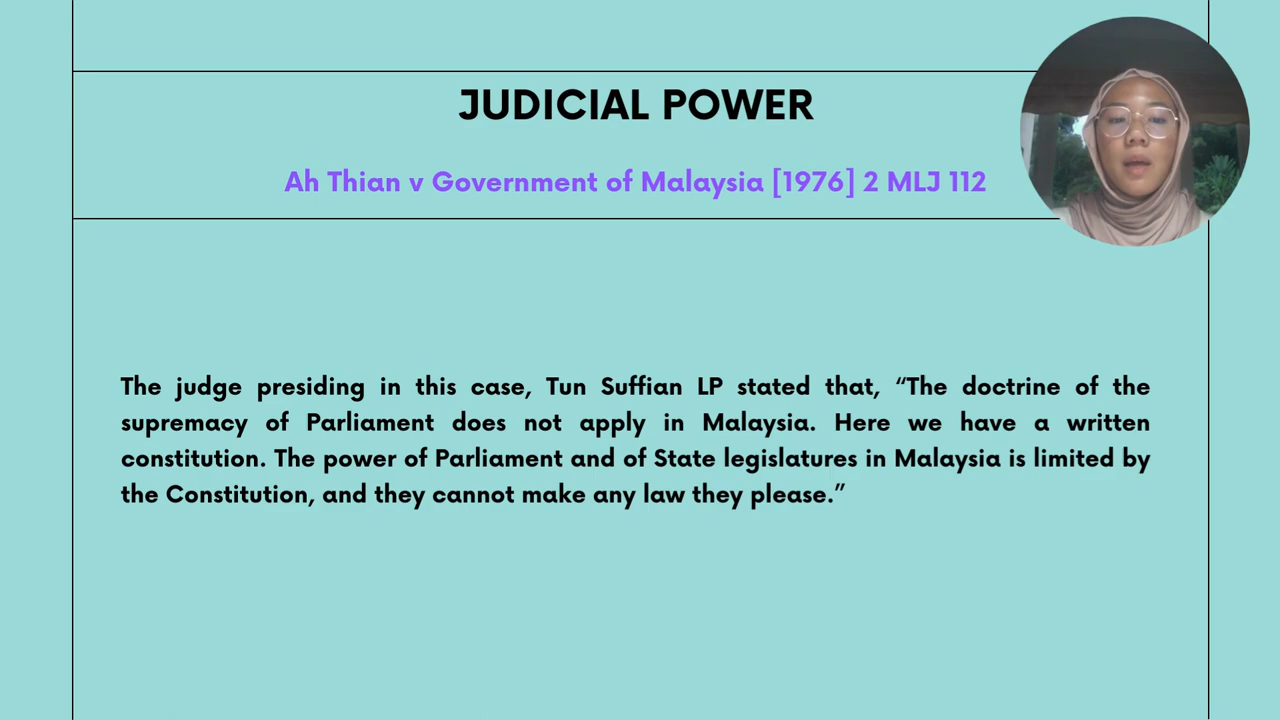 JUDICIAL POWER
Ah Thian v Government of Malaysia [1976] 2 MLJ 112
The judge presiding in this case, Tun Suffian LP stated that, “The doctrine of the
supremacy of Parliament does not apply in Malaysia. Here we have a written
constitution. The power of Parliament and of State legislatures in Malaysia is limited by
the Constitution, and they cannot make any law they please.”